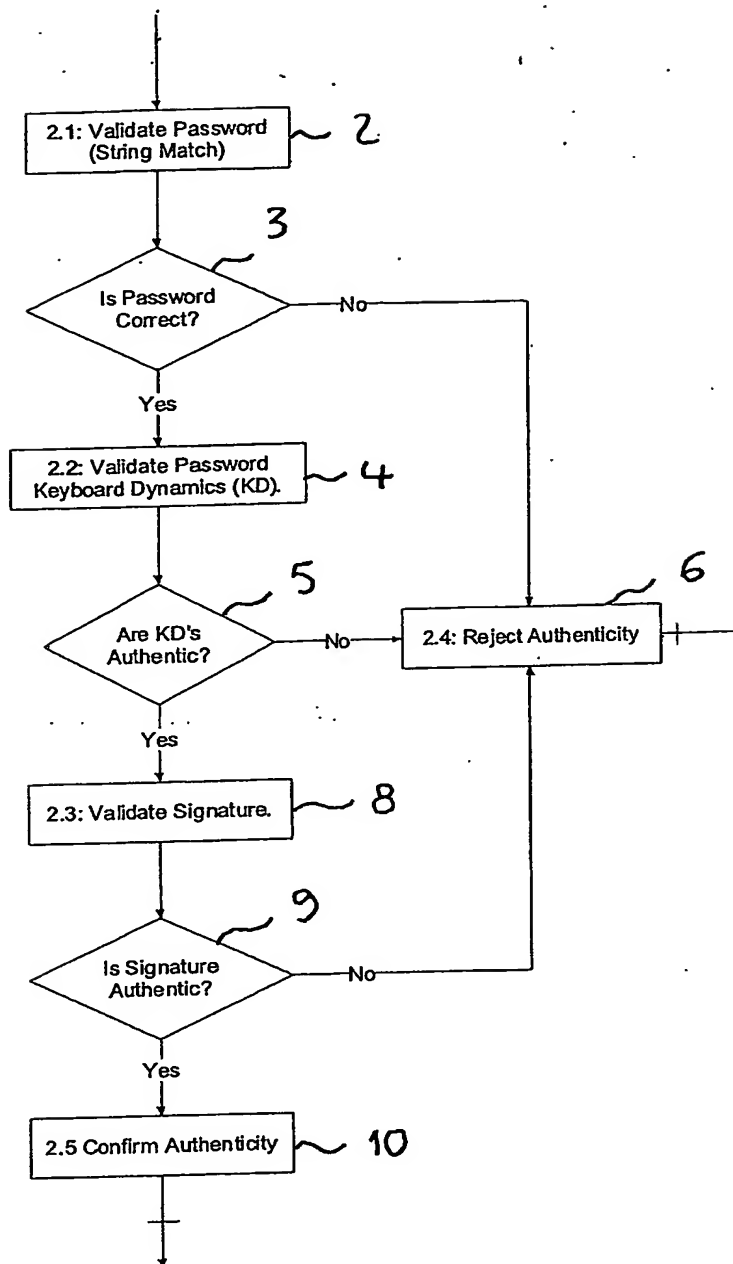 2.1: Validate Password
(String Match)
2
3
Is Password
Correct?
No
Yes
2.2: Validate Password
Keyboard Dynamics (KD).
4
5
6
Are KD's
Authentic?
No
2.4: Reject Authenticity
Yes
2.3: Validate Signature.
8
9
Is Signature
Authentic?
No
Yes
2.5 Confirm Authenticity
10